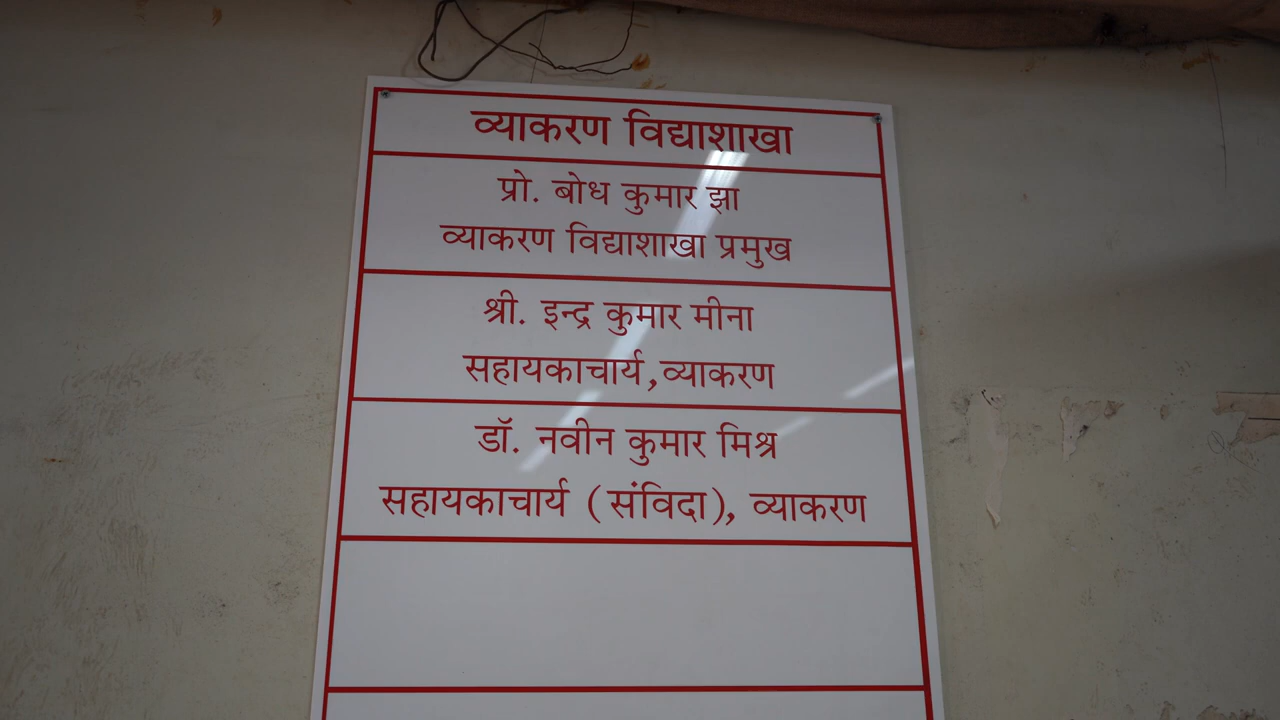 व्याकरण विद्याशाखा
प्रो. बोध कुमार झा
व्याकरण विद्याशाखा प्रमुख
श्री. इन्द्र कुमार मीना
सहायकाचार्य,व्याकरण
डॉ. नवीन कुमार मिश्र
सहायकाचार्य (संविदा), व्याकरण